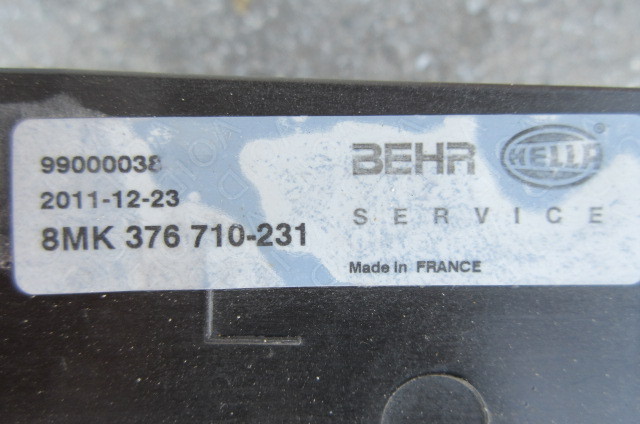 99000038
2011-12-23
8MK 376 710-231
BEHR HELLA
SERVICE
Made in FRANCE